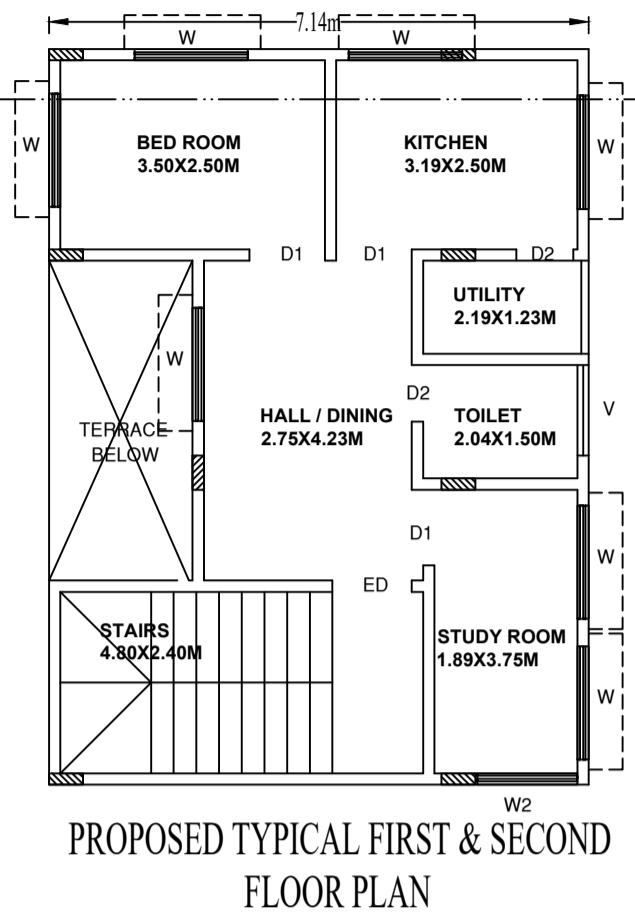 7.14m
W
W
W
BED ROOM
3.50X2.50M
KITCHEN
3.19X2.50M
W
D1
D1
D2
UTILITY
2.19X1.23M
W
TERRACE
BELOW
HALL / DINING
2.75X4.23M
D2
TOILET
2.04X1.50M
V
D1
W
ED
STAIRS
4.80X2.40M
STUDY ROOM
1.89X3.75M
W
W2
PROPOSED TYPICAL FIRST & SECOND
FLOOR PLAN